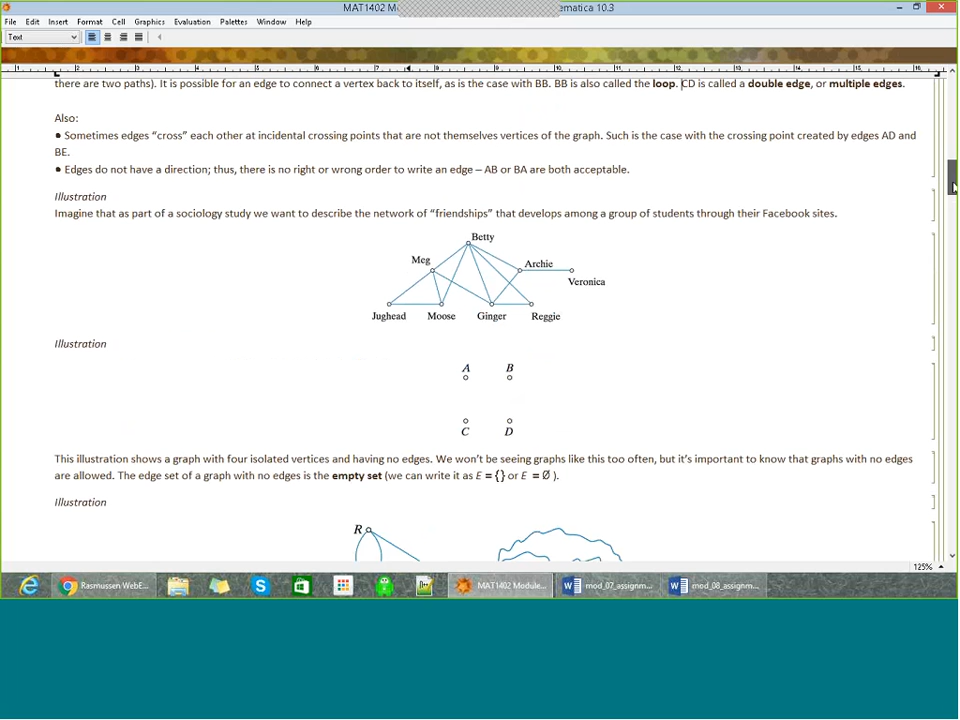 MAT1402 Mo ematica 10.3
File Edit Insert Format Cell Graphics Evaluation Palettes Window Help
Text
there are two paths). It is possible for an edge to connect a vertex back to itself, as is the case with BB. BB is also called the loop. CD is called a double edge, or multiple edges.
Also:
● Sometimes edges “cross” each other at incidental crossing points that are not themselves vertices of the graph. Such is the case with the crossing point created by edges AD and
BE.
● Edges do not have a direction; thus, there is no right or wrong order to write an edge – AB or BA are both acceptable.
Illustration
Imagine that as part of a sociology study we want to describe the network of “friendships” that develops among a group of students through their Facebook sites.
Betty
Meg Archie
Veronica
Jughead Moose Ginger Reggie
Illustration
A B
C D
This illustration shows a graph with four isolated vertices and having no edges. We won’t be seeing graphs like this too often, but it’s important to know that graphs with no edges
are allowed. The edge set of a graph with no edges is the empty set (we can write it as E = {} or E = Ø ).
Illustration
R
125%
Rasmussen WebE... MAT1402 Module... mod_07_assignm... mod_08_assignm...